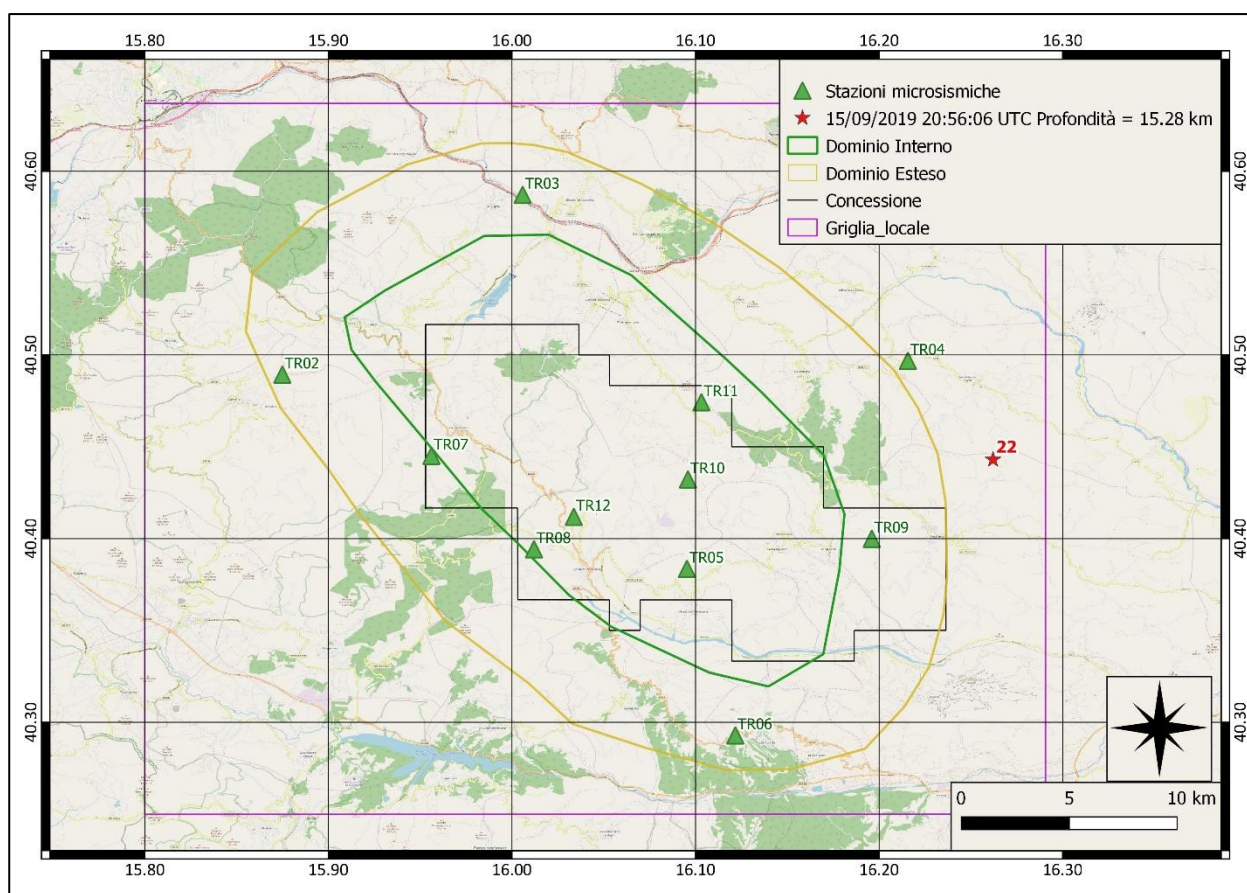 15.80 15.90 16.00 16.10 16.20 16.30
Stazioni microsismiche
15/09/2019 20:56:06 UTC Profondità = 15.28 km
Dominio Interno
Dominio Esteso
Concessione
Griglia_locale
40.60 40.60
TR03
40.50 40.50
TR02
TR04
TR11
22
TR07
TR10
TR12
40.40 40.40
TR08
TR09
TR05
40.30 40.30
TR06
0 5 10 km
15.80 15.90 16.00 16.10 16.20 16.30